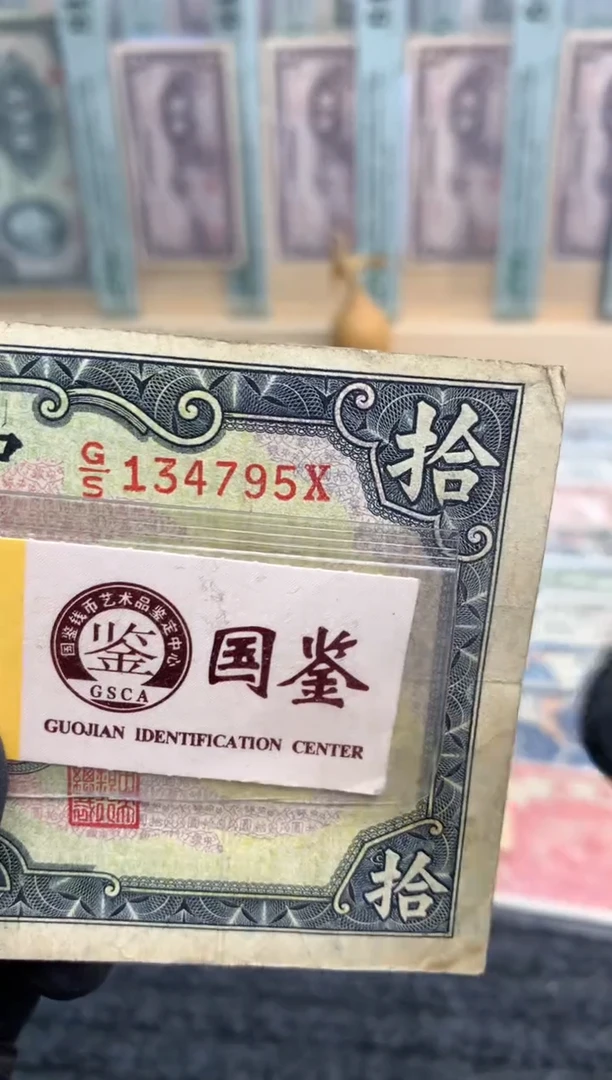 拾
G/S 134795X
国鉴钱币艺术品鉴定中心
鉴
GSCA
国鉴
GUOJIAN IDENTIFICATION CENTER
拾